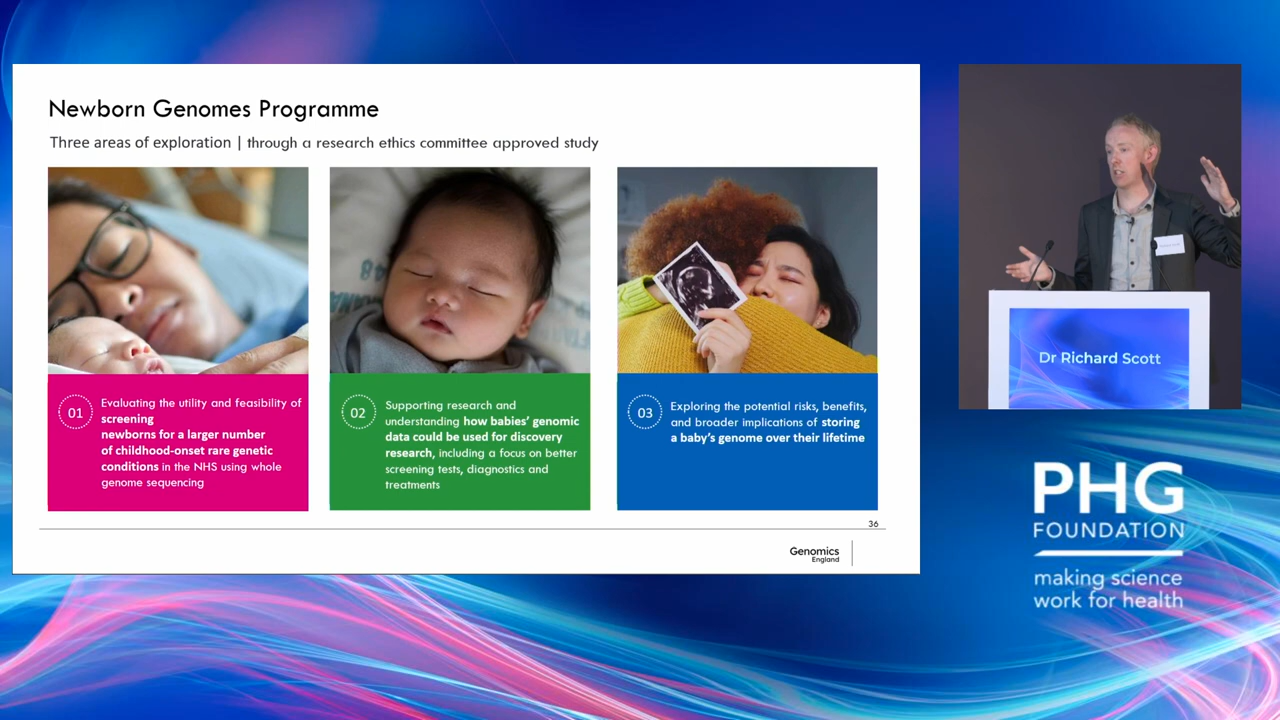 Newborn Genomes Programme
Three areas of exploration | through a research ethics committee approved study
01
Evaluating the utility and feasibility of
screening
newborns for a larger number
of childhood-onset rare genetic
conditions in the NHS using whole
genome sequencing
02
Supporting research and
understanding how babies' genomic
data could be used for discovery
research, including a focus on better
screening tests, diagnostics and
treatments
03
Exploring the potential risks, benefits,
and broader implications of storing
a baby's genome over their lifetime
36
Genomics
England
Dr Richard Scott
PHG
FOUNDATION
making science
work for health